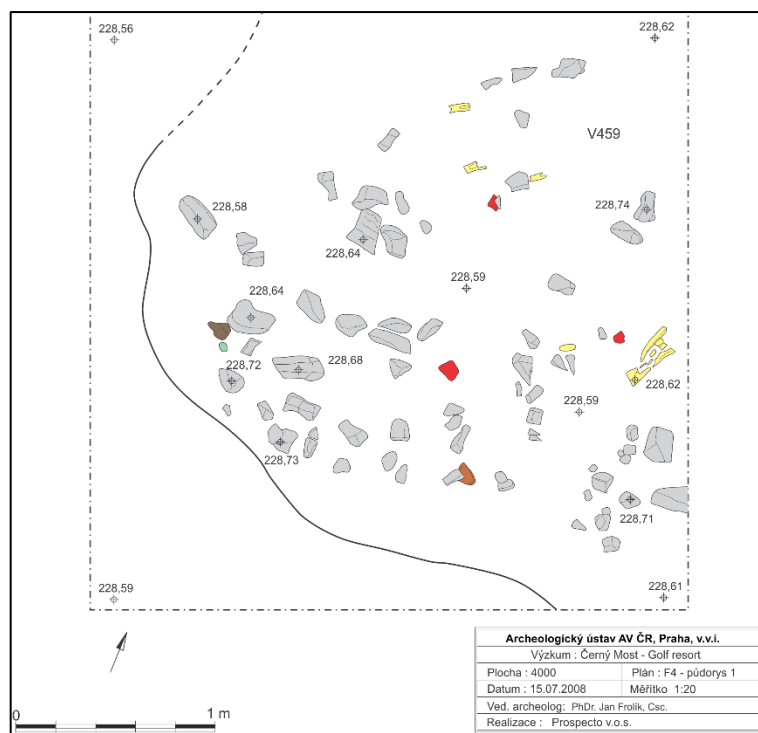 228,56
228,62
V459
228,58
228,74
228,64
228,59
228,64
228,68
228,72
228,62
228,59
228,73
228,71
228,59
228,61
Archeologický ústav AV ČR, Praha, v.v.i.
Výzkum : Černý Most - Golf resort
Plocha : 4000 Plán : F4 - půdorys 1
Datum : 15.07.2008 Měřítko 1:20
Ved. archeolog: PhDr. Jan Frolík, Csc.
Realizace : Prospecto v.o.s.
0 1 m